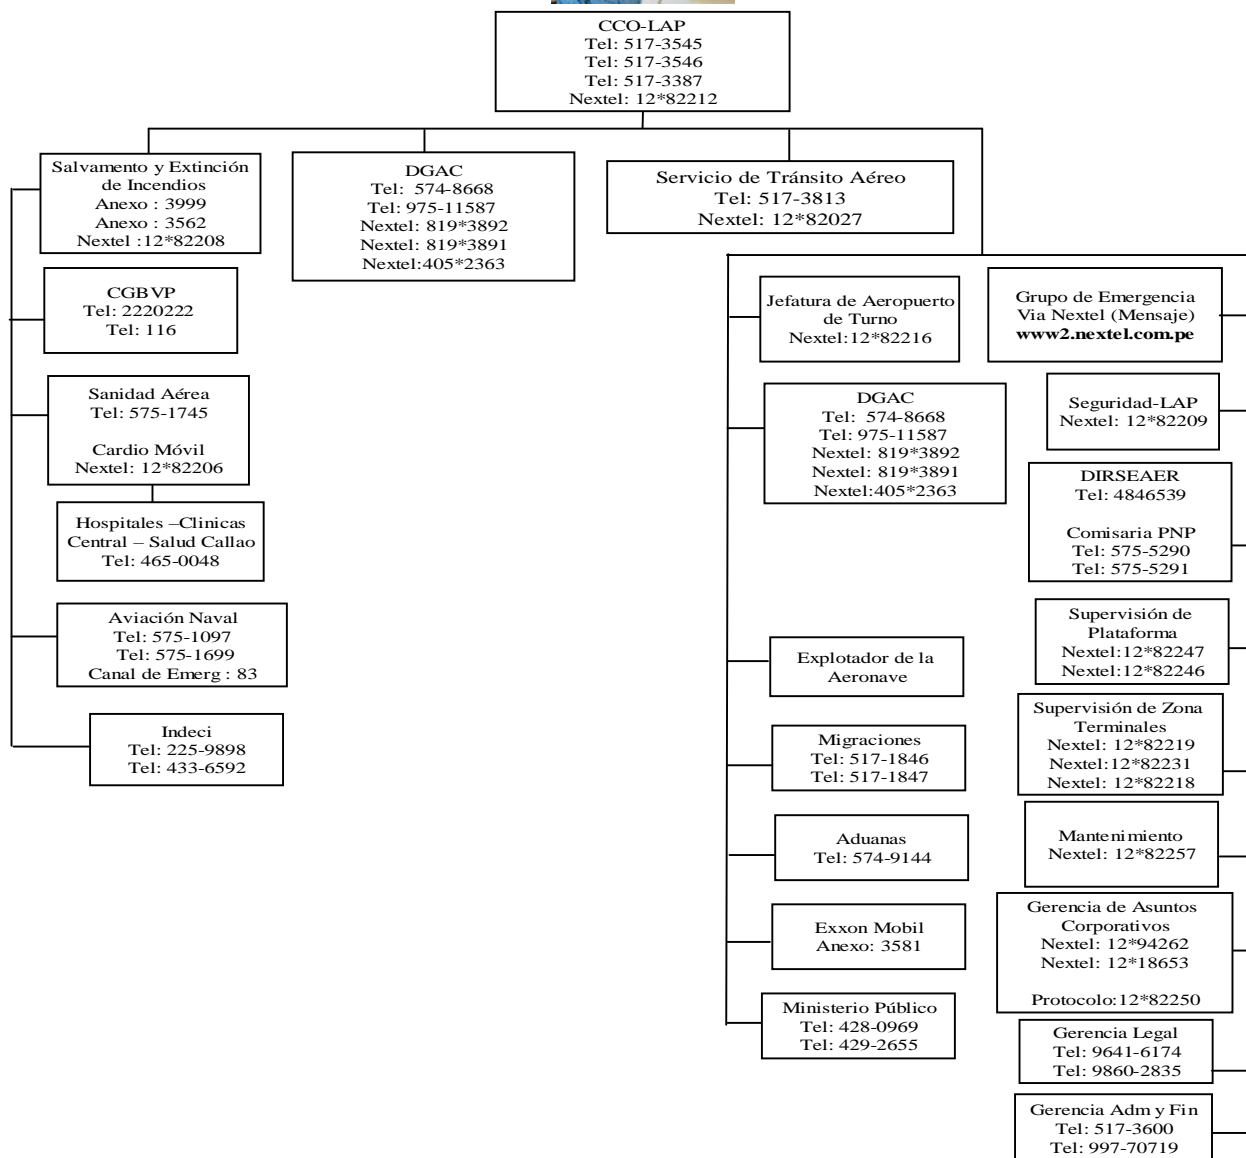 CCO-LAP
Tel: 517-3545
Tel: 517-3546
Tel: 517-3387
Nextel: 12*82212
Salvamento y Extinción
de Incendios
Anexo : 3999
Anexo : 3562
Nextel :12*82208
DGAC
Tel:  574-8668
Tel: 975-11587
Nextel: 819*3892
Nextel: 819*3891
Nextel:405*2363
Servicio de Tránsito Aéreo
Tel: 517-3813
Nextel: 12*82027
CGBVP
Tel: 2220222
Tel: 116
Sanidad Aérea
Tel: 575-1745
Cardio Móvil
Nextel: 12*82206
Hospitales –Clinicas
Central – Salud Callao
Tel: 465-0048
Aviación Naval
Tel: 575-1097
Tel: 575-1699
Canal de Emerg : 83
Indeci
Tel: 225-9898
Tel: 433-6592
Jefatura de Aeropuerto
de Turno
Nextel:12*82216
DGAC
Tel:  574-8668
Tel: 975-11587
Nextel: 819*3892
Nextel: 819*3891
Nextel:405*2363
Explotador de la
Aeronave
Migraciones
Tel: 517-1846
Tel: 517-1847
Aduanas
Tel: 574-9144
Exxon Mobil
Anexo: 3581
Ministerio Público
Tel: 428-0969
Tel: 429-2655
Grupo de Emergencia
Via Nextel (Mensaje)
www2.nextel.com.pe
Seguridad-LAP
Nextel: 12*82209
DIRSEAER
Tel: 4846539
Comisaria PNP
Tel: 575-5290
Tel: 575-5291
Supervisión de
Plataforma
Nextel:12*82247
Nextel:12*82246
Supervisión de Zona
Terminales
Nextel: 12*82219
Nextel:12*82231
Nextel: 12*82218
Mantenimiento
Nextel: 12*82257
Gerencia de Asuntos
Corporativos
Nextel: 12*94262
Nextel: 12*18653
Protocolo:12*82250
Gerencia Legal
Tel: 9641-6174
Tel: 9860-2835
Gerencia Adm y Fin
Tel: 517-3600
Tel: 997-70719